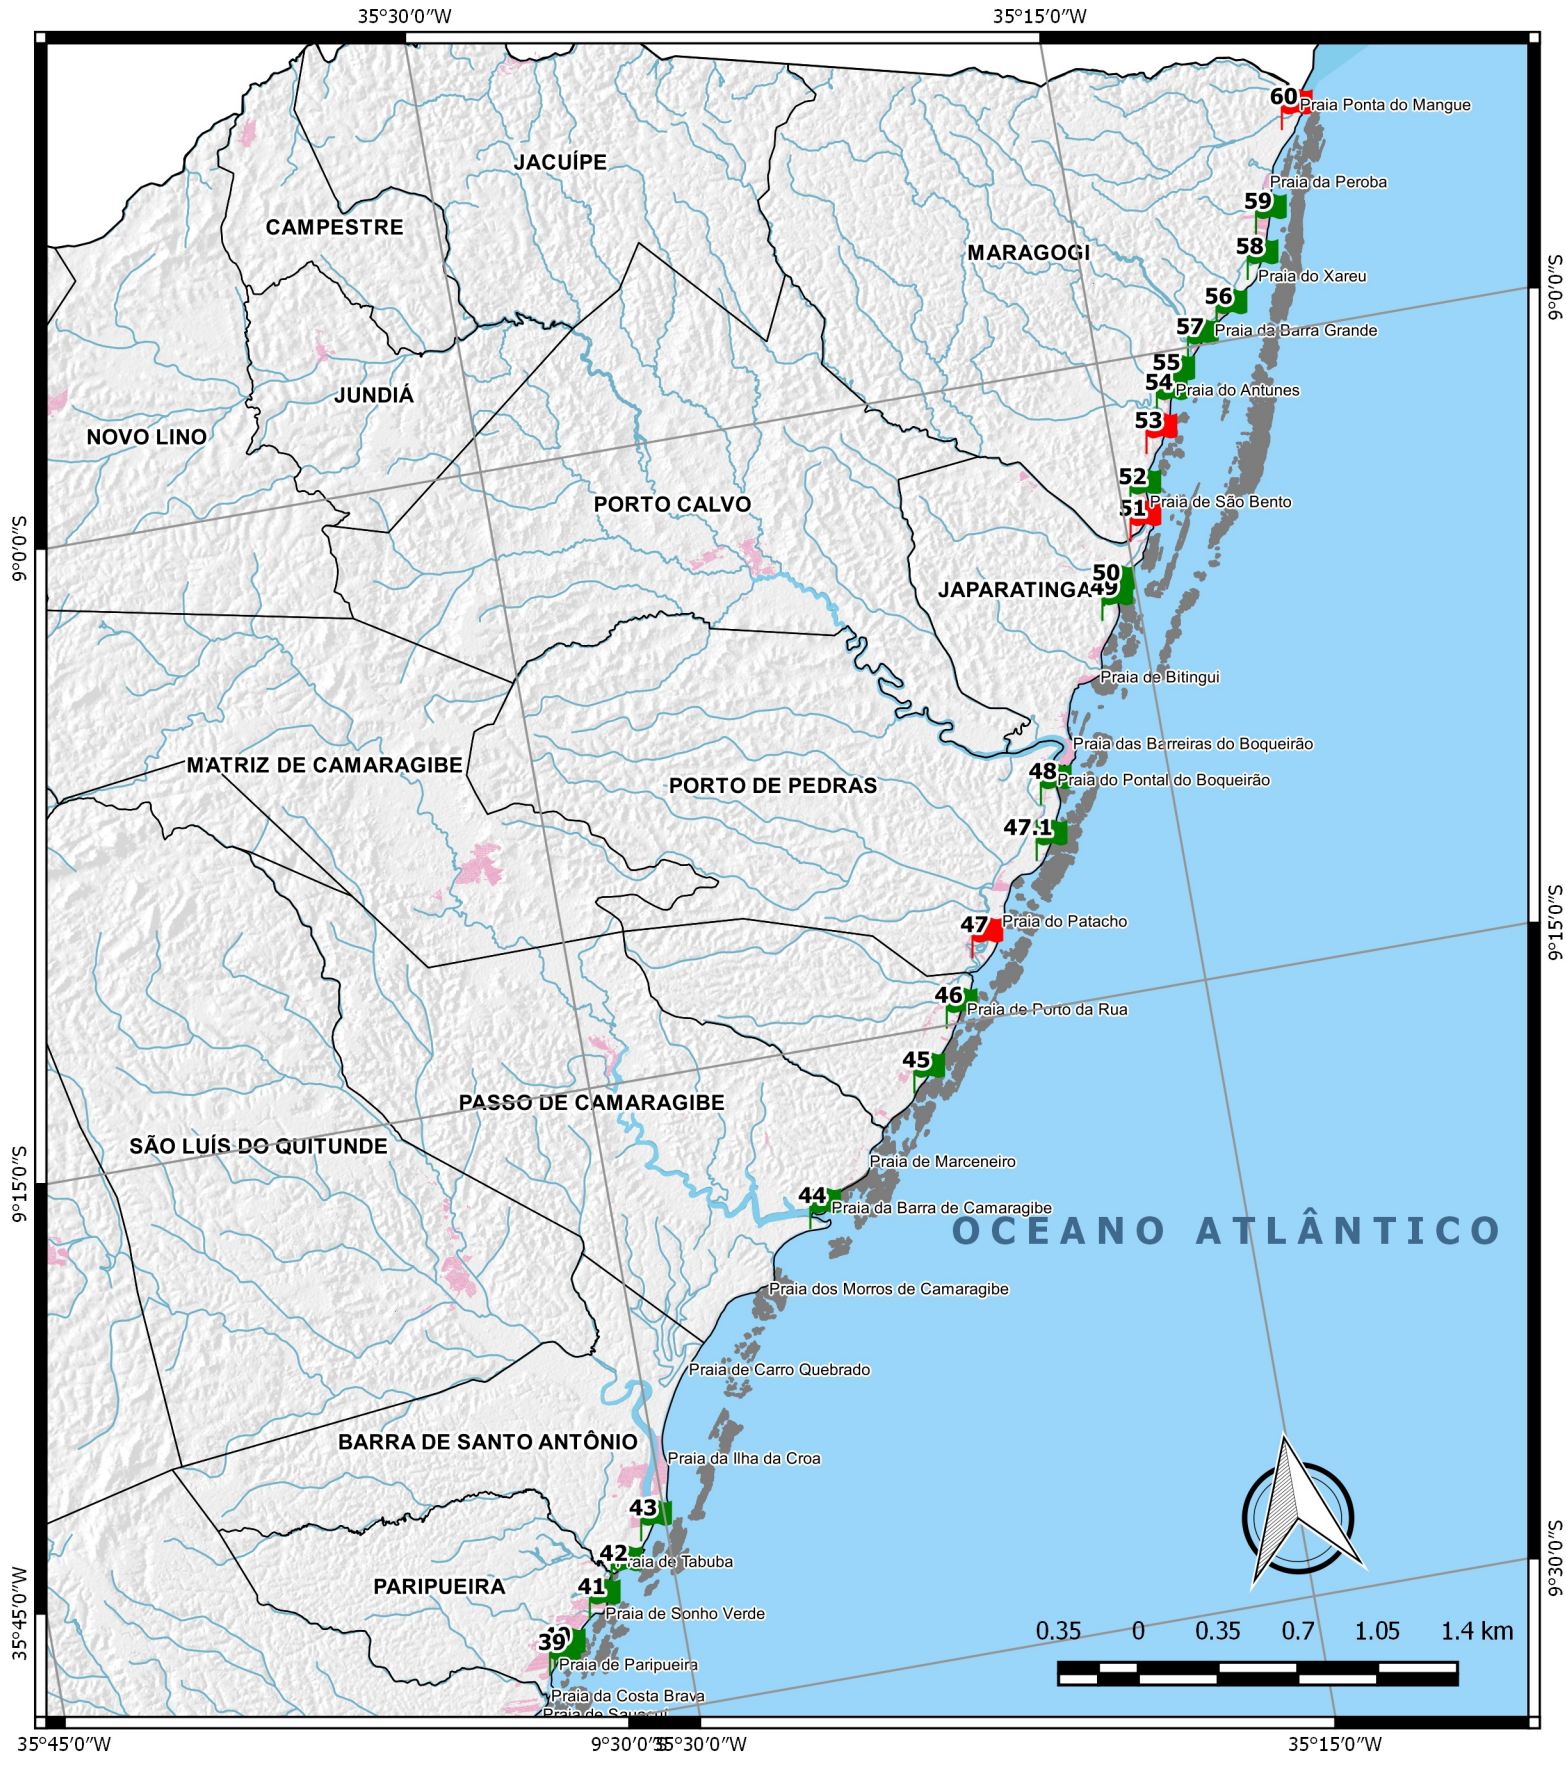 35°30′0″W
35°15′0″W
60
Praia Ponta do Mangue
JACUÍPE
Praia da Peroba
59
CAMPESTRE
58
MARAGOGI
Praia do Xareu
9°0′0″S
56
57
Praia da Barra Grande
55
54
Praia do Antunes
JUNDIÁ
53
NOVO LINO
52
51
Praia de São Bento
PORTO CALVO
9°0′0″S
50
JAPARATINGA
49
Praia de Bitingui
Praia das Barreiras do Boqueirão
MATRIZ DE CAMARAGIBE
48
Praia do Pontal do Boqueirão
PORTO DE PEDRAS
47.1
47
Praia do Patacho
9°15′0″S
46
Praia de Porto da Rua
45
PASSO DE CAMARAGIBE
SÃO LUÍS DO QUITUNDE
Praia de Marceneiro
9°15′0″S
44
Praia da Barra de Camaragibe
OCEANO ATLÂNTICO
Praia dos Morros de Camaragibe
Praia de Carro Quebrado
BARRA DE SANTO ANTÔNIO
Praia da Ilha da Croa
43
42
Praia de Tabuba
9°30′0″S
PARIPUEIRA
41
Praia de Sonho Verde
35°45′0″W
39
Praia de Paripueira
0.35 0 0.35 0.7 1.05 1.4 km
Praia da Costa Brava
35°45′0″W
9°30′0″S
35°30′0″W
35°15′0″W